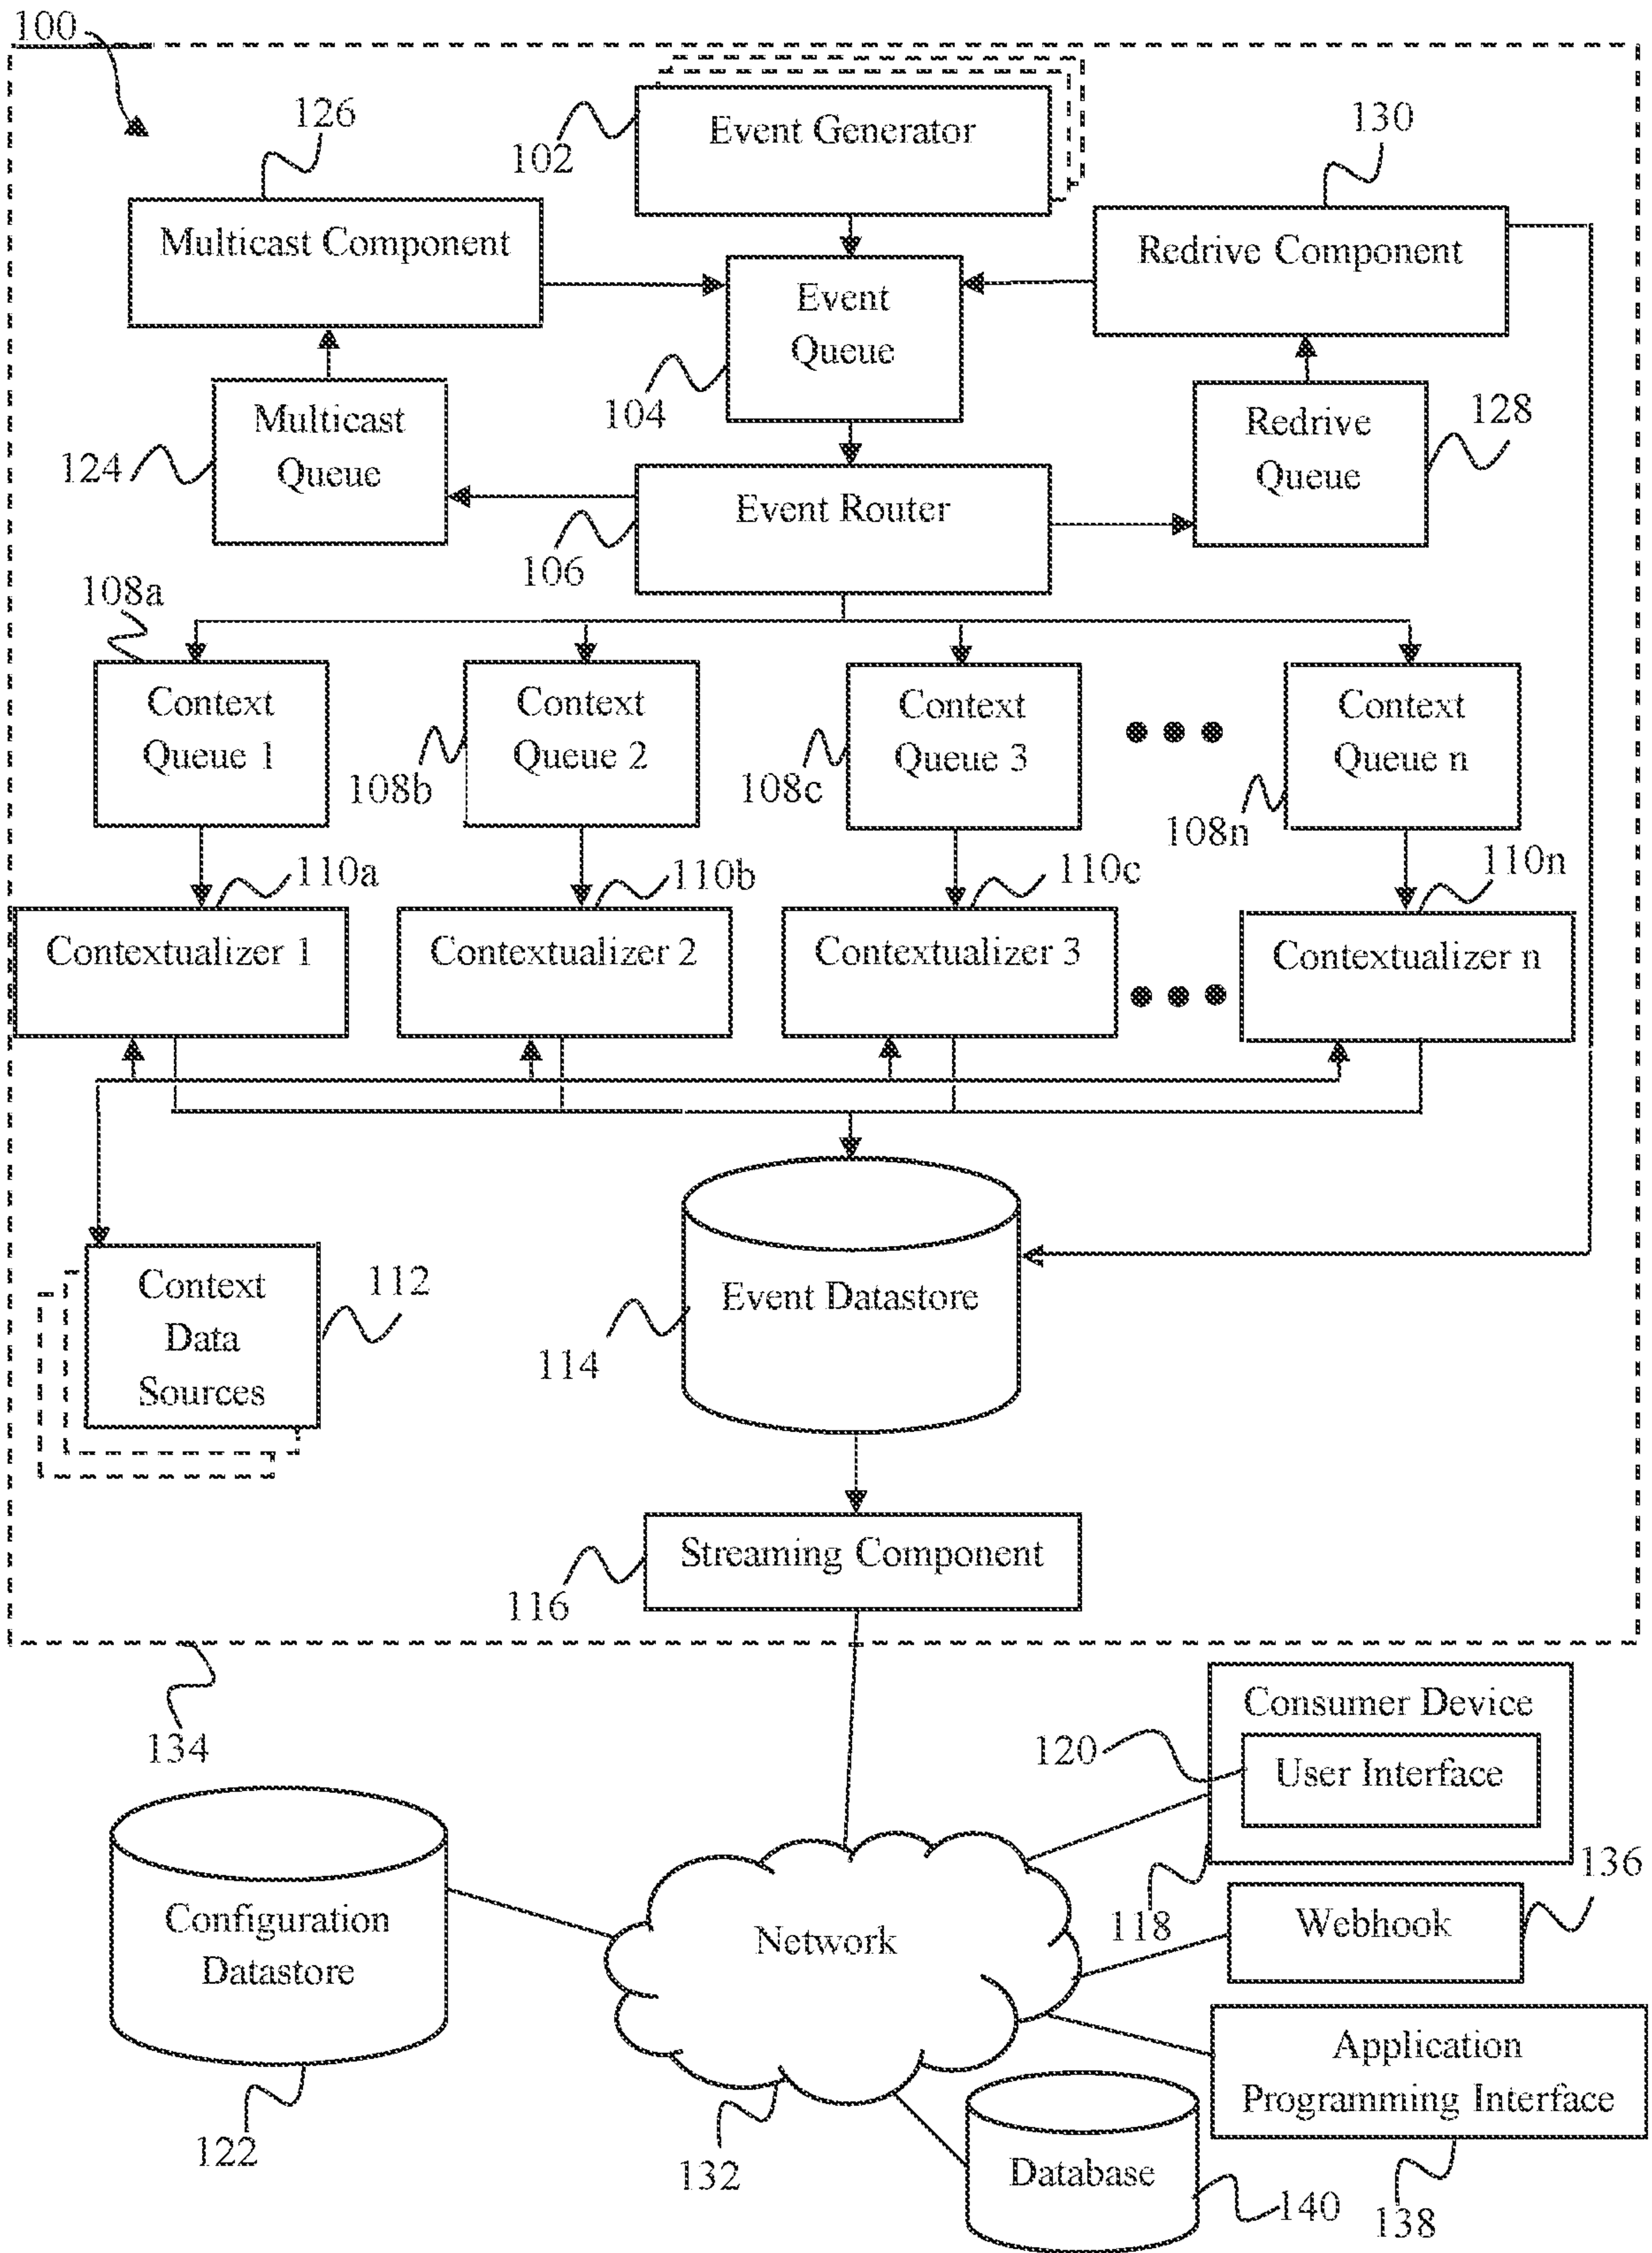 100
126
Event Generator
130
102
Multicast Component
Redrive Component
Event
Queue
104
Multicast
Queue
124
Redrive
Queue
128
Event Router
106
108a
Context
Queue 1
Context
Queue 2
Context
Queue 3
Context
Queue n
108b
108c
108n
110a
110b
110c
110n
Contextualizer 1
Contextualizer 2
Contextualizer 3
Contextualizer n
Context
Data
Sources
112
Event Datastore
114
Streaming Component
116
134
Consumer Device
120
User Interface
118
136
Webhook
Configuration
Datastore
Network
Application
Programming Interface
122
132
Database
140
138